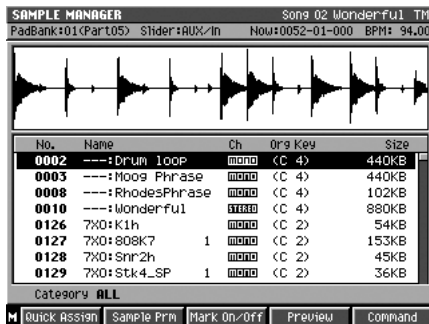 SAMPLE MANAGER Song 02 Wonderful TM
PadBank:01(Part05) Slider:AUX/In Now:0052-01-000 BPM: 94.00
No. Name Ch Org Key Size
0002 ---:Drum loop mono (C 4) 440KB
0003 ---:Moog Phrase mono (C 4) 440KB
0008 ---:RhodesPhrase mono (C 4) 102KB
0010 ---:Wonderful STEREO (C 4) 880KB
0126 7X0:K1h mono (C 2) 54KB
0127 7X0:808K7 1 mono (C 2) 153KB
0128 7X0:Snr2h mono (C 2) 45KB
0129 7X0:Stk4_SP 1 mono (C 2) 36KB
Category ALL
M Quick Assign Sample Prm Mark On/Off Preview Command